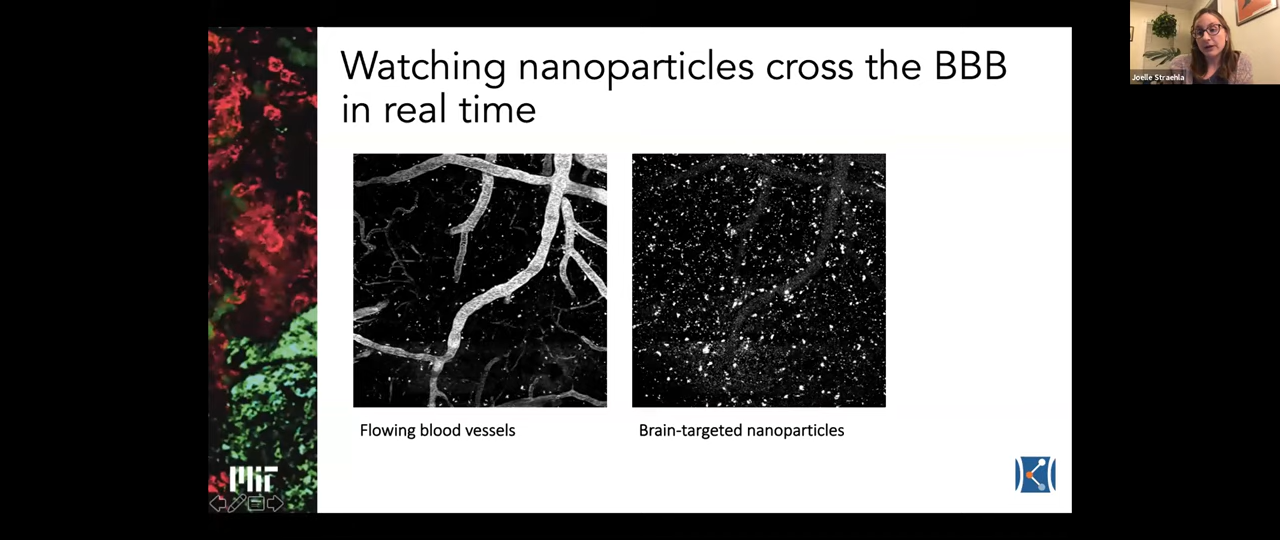 Watching nanoparticles cross the BBB
in real time
Joelle Straehla
Flowing blood vessels
Brain-targeted nanoparticles
MIT